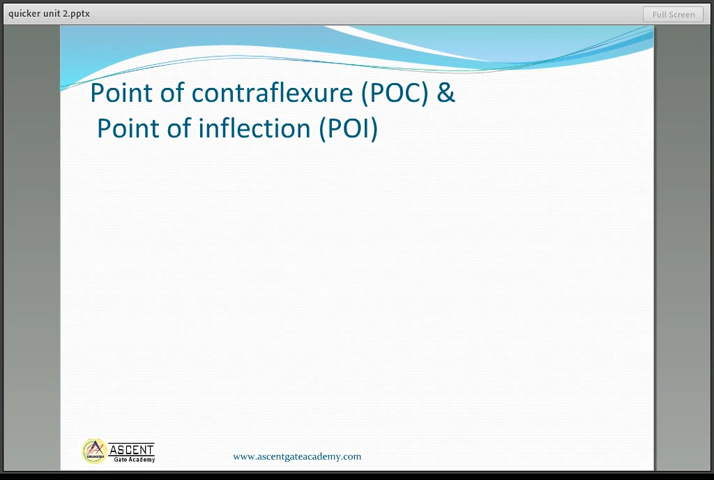 quicker unit 2.pptx
Full Screen
Point of contraflexure (POC) &
Point of inflection (POI)
ASCENT
Gate Academy
www.ascentgateacademy.com